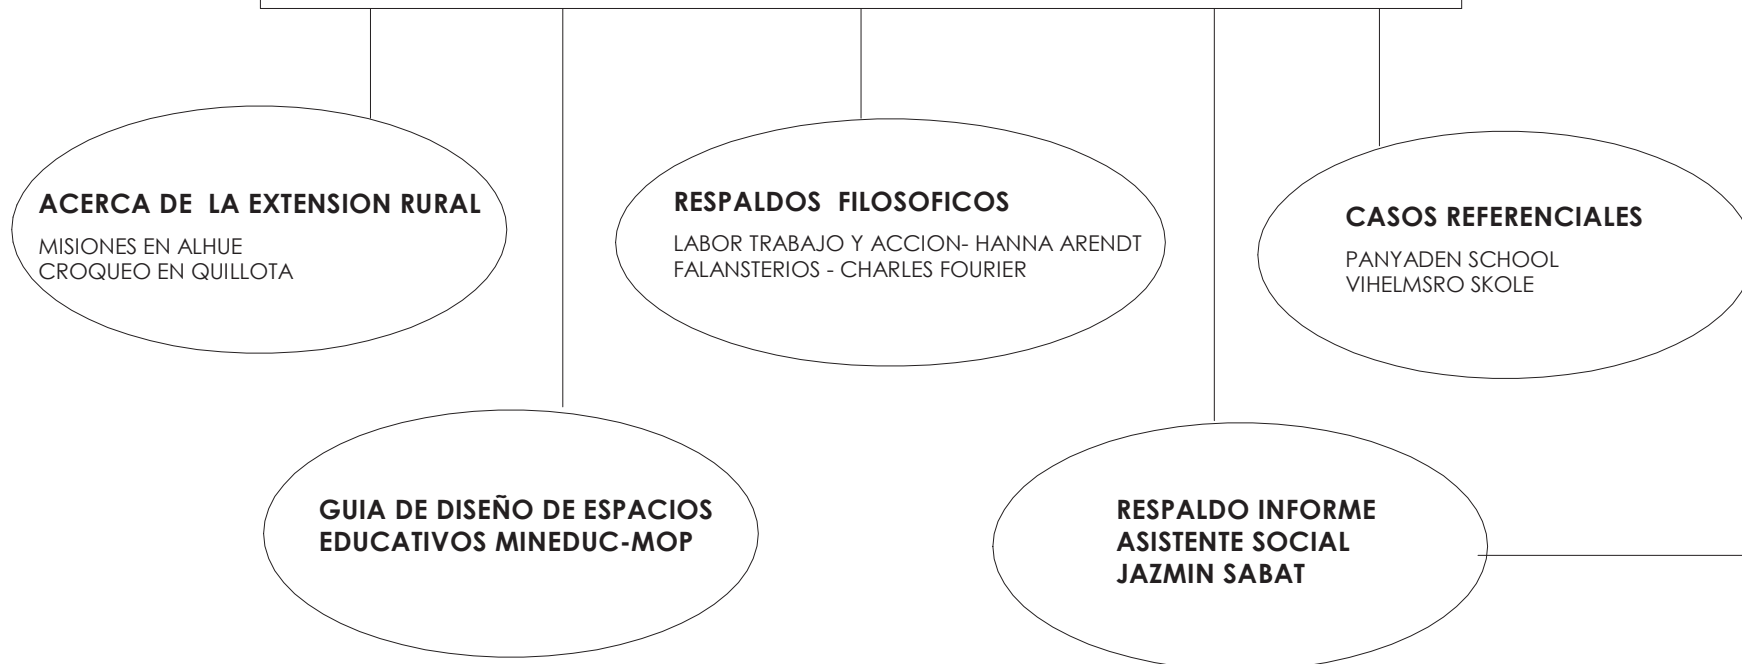 ACERCA DE LA EXTENSION RURAL
MISIONES EN ALHUE
CROQUEO EN QUILLOTA
RESPALDOS FILOSOFICOS
LABOR TRABAJO Y ACCION- HANNA ARENDT
FALANSTERIOS - CHARLES FOURIER
CASOS REFERENCIALES
PANYADEN SCHOOL
VIHELMSRO SKOLE
GUIA DE DISEÑO DE ESPACIOS
EDUCATIVOS MINEDUC-MOP
RESPALDO INFORME
ASISTENTE SOCIAL
JAZMIN SABAT